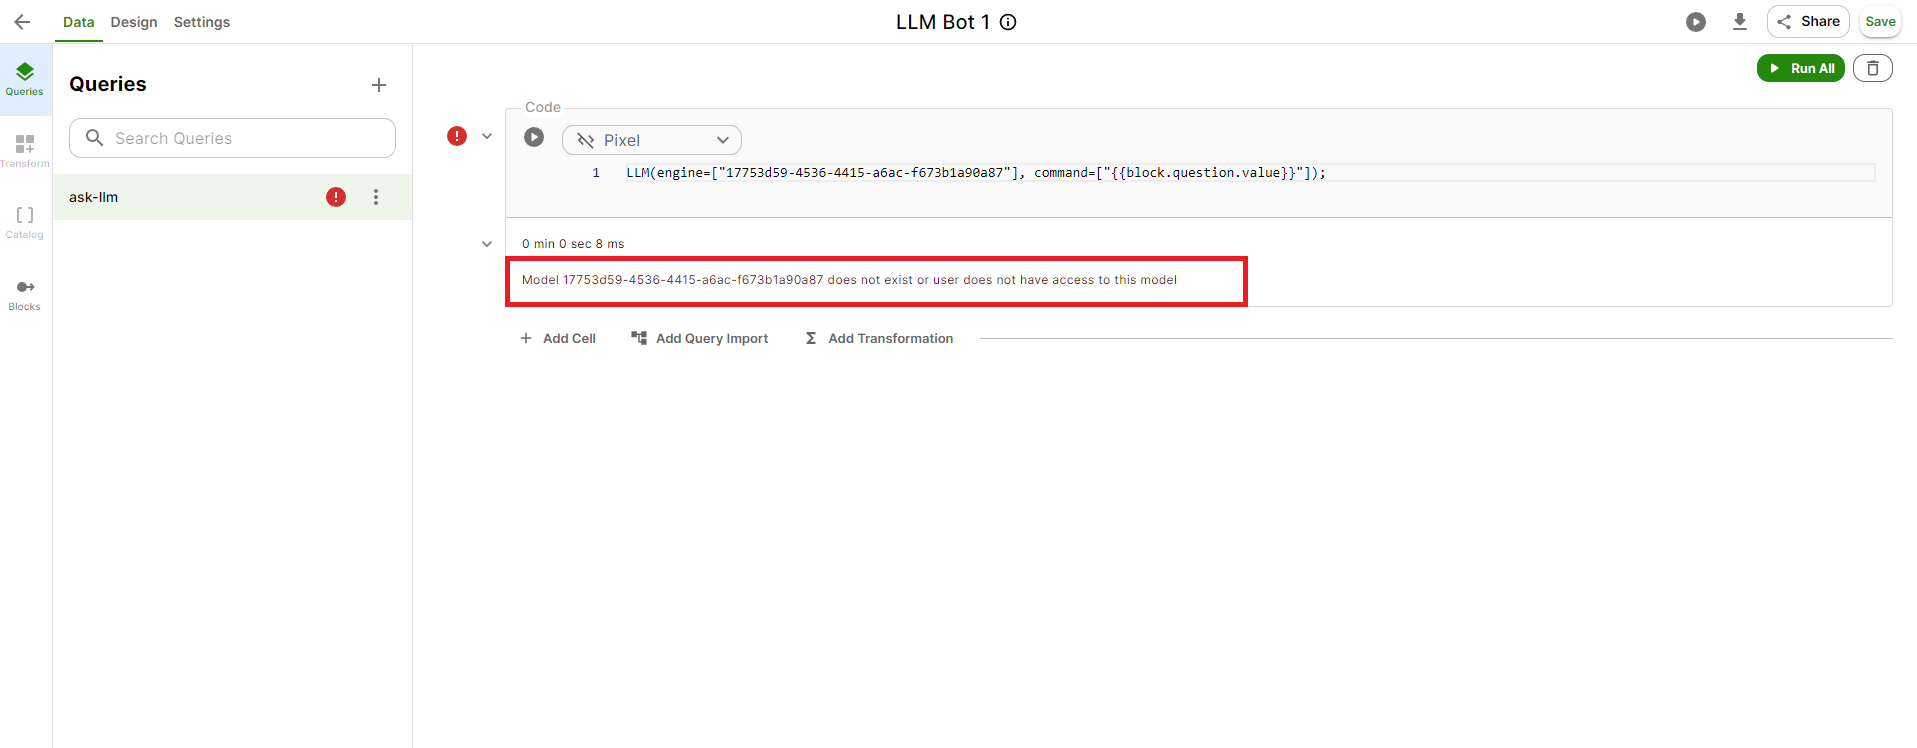 Data Design Settings
LLM Bot 1
Share
Save
Queries
Transform
Catalog
Blocks
Queries
Search Queries
ask-llm
Run All
Code
Pixel
1 LLM(engine=["17753d59-4536-4415-a6ac-f673b1a90a87"], command=["{{block.question.value}}"]);
0 min 0 sec 8 ms
Model 17753d59-4536-4415-a6ac-f673b1a90a87 does not exist or user does not have access to this model
Add Cell Add Query Import Add Transformation